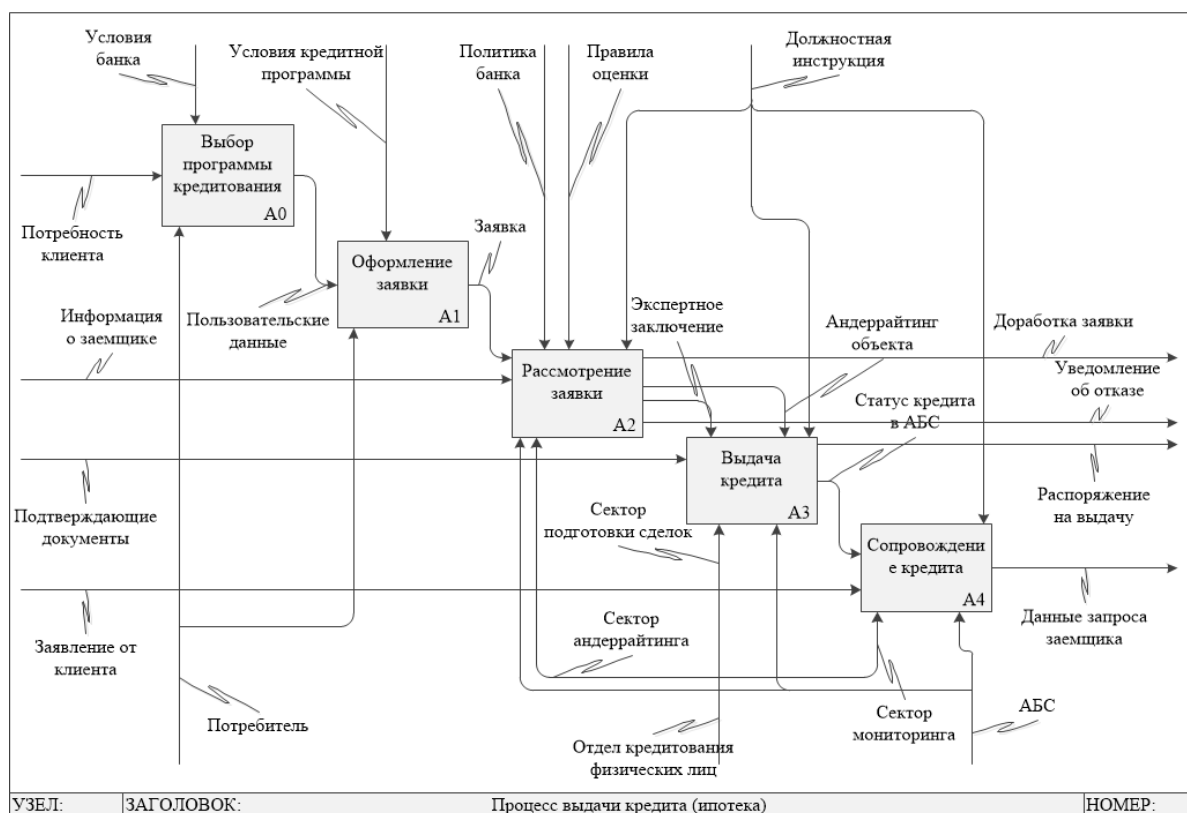 Условия
банка
Условия кредитной
программы
Политика
банка
Правила
оценки
Должностная
инструкция
Выбор
программы
кредитования
A0
Потребность
клиента
Оформление
заявки
A1
Заявка
Пользовательские
данные
Информация
о заемщике
Экспертное
заключение
Андеррайтинг
объекта
Доработка заявки
Рассмотрение
заявки
A2
Уведомление
об отказе
Статус кредита
в АБС
Выдача
кредита
A3
Распоряжение
на выдачу
Подтверждающие
документы
Сектор
подготовки сделок
Сопровождени
е кредита
A4
Данные запроса
заемщика
Заявление от
клиента
Сектор
андеррайтинга
Потребитель
Отдел кредитования
физических лиц
Сектор
мониторинга
АБС
УЗЕЛ:
ЗАГОЛОВОК:
Процесс выдачи кредита (ипотека)
НОМЕР: